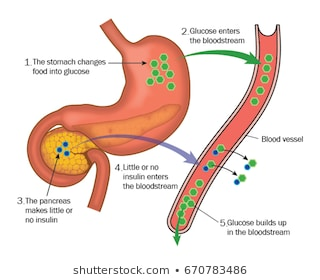 2. Glucose enters
the bloodstream
1. The stomach changes
food into glucose
Blood vessel
4. Little or no
insulin enters
the bloodstream
3. The pancreas
makes little or
no insulin
5. Glucose builds up
in the bloodstream
shutterstock.com • 670783486